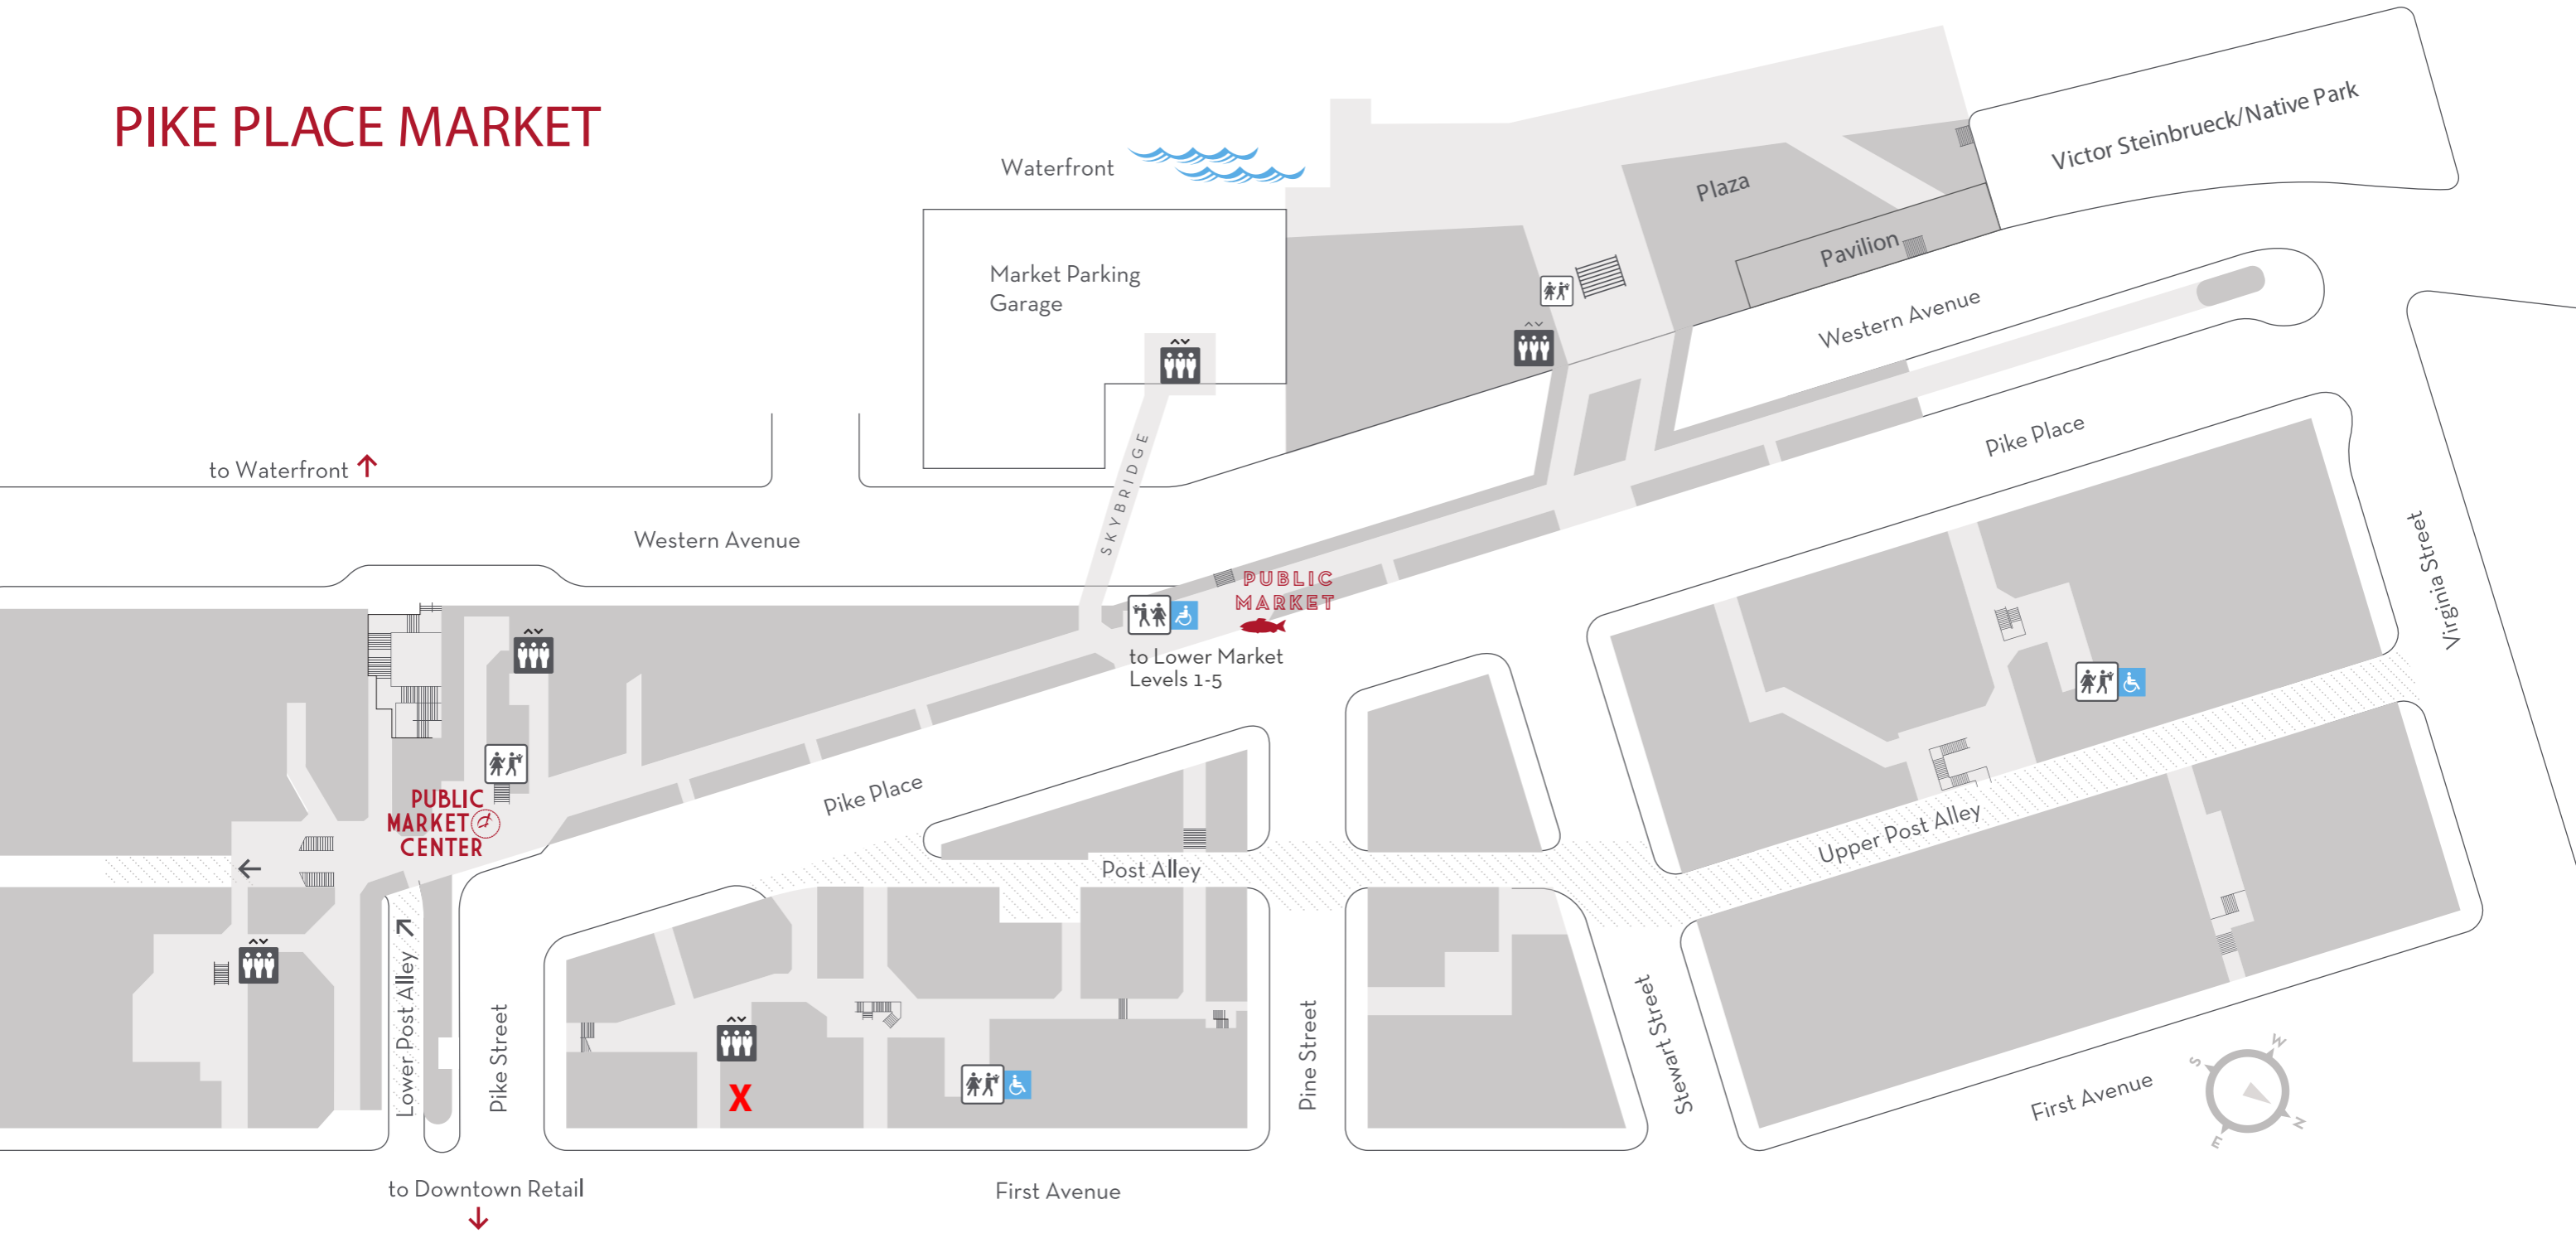 PIKE PLACE MARKET
Waterfront
Victor Steinbrueck/Native Park
Plaza
Pavilion
Market Parking
Garage
Western Avenue
SKYBRIDGE
to Waterfront
Western Avenue
Pike Place
Virginia Street
PUBLIC
MARKET
to Lower Market
Levels 1-5
PUBLIC
MARKET
CENTER
Pike Place
Post Alley
Upper Post Alley
Lower Post Alley
Pike Street
X
Pine Street
Stewart Street
First Avenue
S
W
E
N
to Downtown Retail
First Avenue